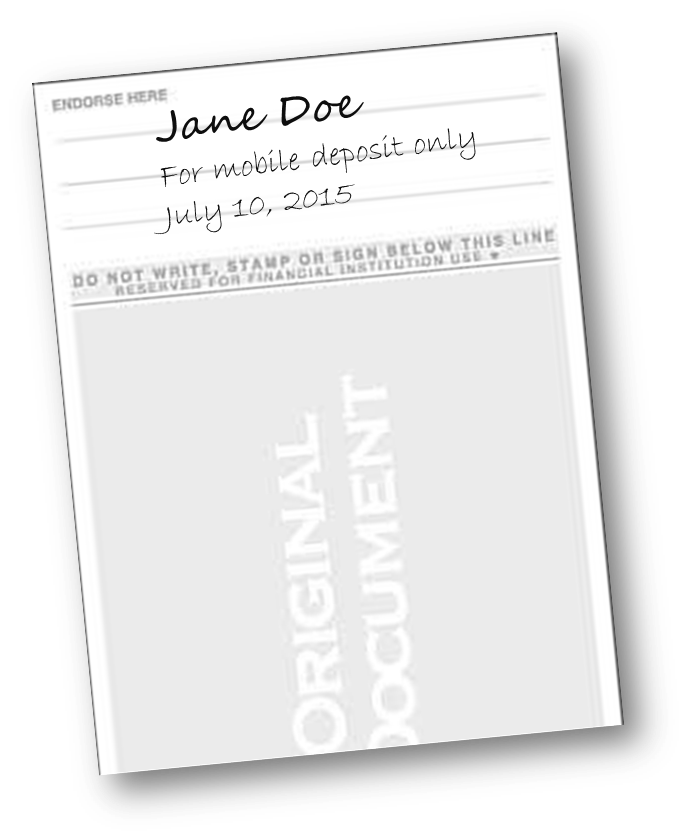 ENDORSE HERE
Jane Doe
For mobile deposit only
July 10, 2015
DO NOT WRITE, STAMP OR SIGN BELOW THIS LINE
RESERVED FOR FINANCIAL INSTITUTION USE ▾
ORIGINAL
DOCUMENT